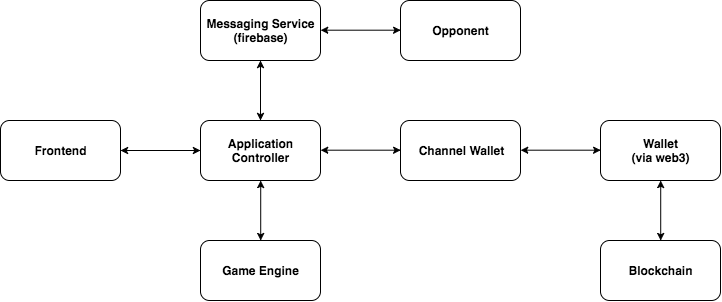 Messaging Service
(firebase)
Opponent
Frontend
Application
Controller
Channel Wallet
Wallet
(via web3)
Game Engine
Blockchain